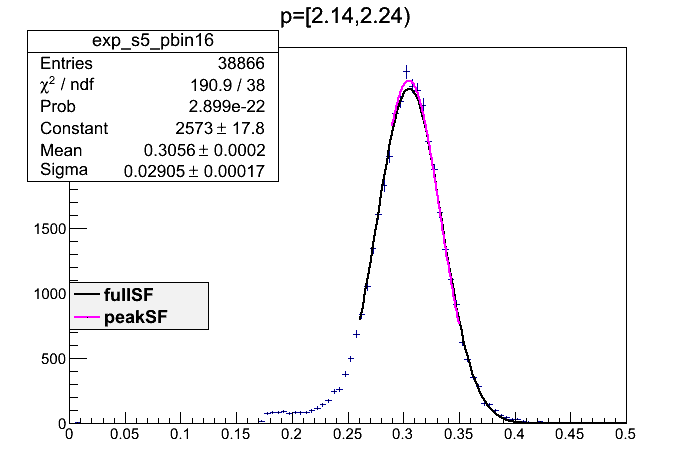 p=[2.14,2.24)
exp_s5_pbin16
Entries 38866
χ² / ndf 190.9 / 38
Prob 2.899e-22
Constant 2573 ± 17.8
Mean 0.3056 ± 0.0002
Sigma 0.02905 ± 0.00017
1500
1000
fullSF
peakSF
500
0
0 0.05 0.1 0.15 0.2 0.25 0.3 0.35 0.4 0.45 0.5